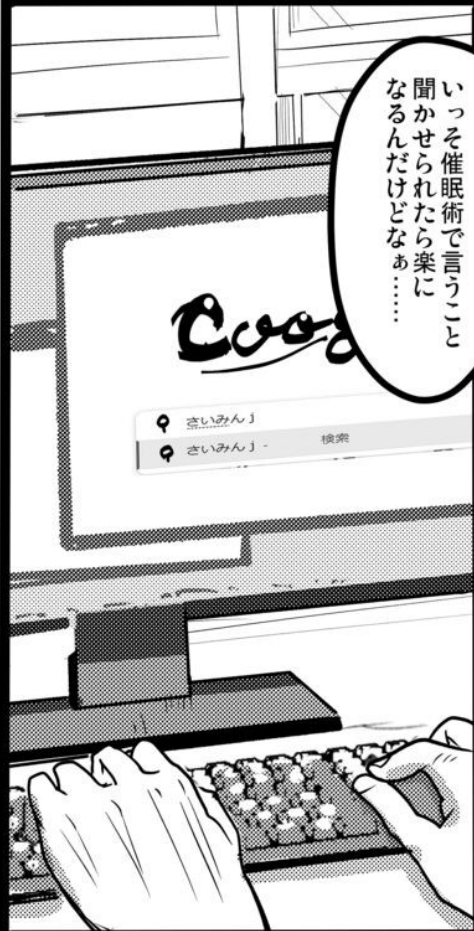 いっそ催眠術で言うこと
聞かせられたら楽に
なるんだけどなぁ……
Coog
さいみんj
さいみんj - 検索